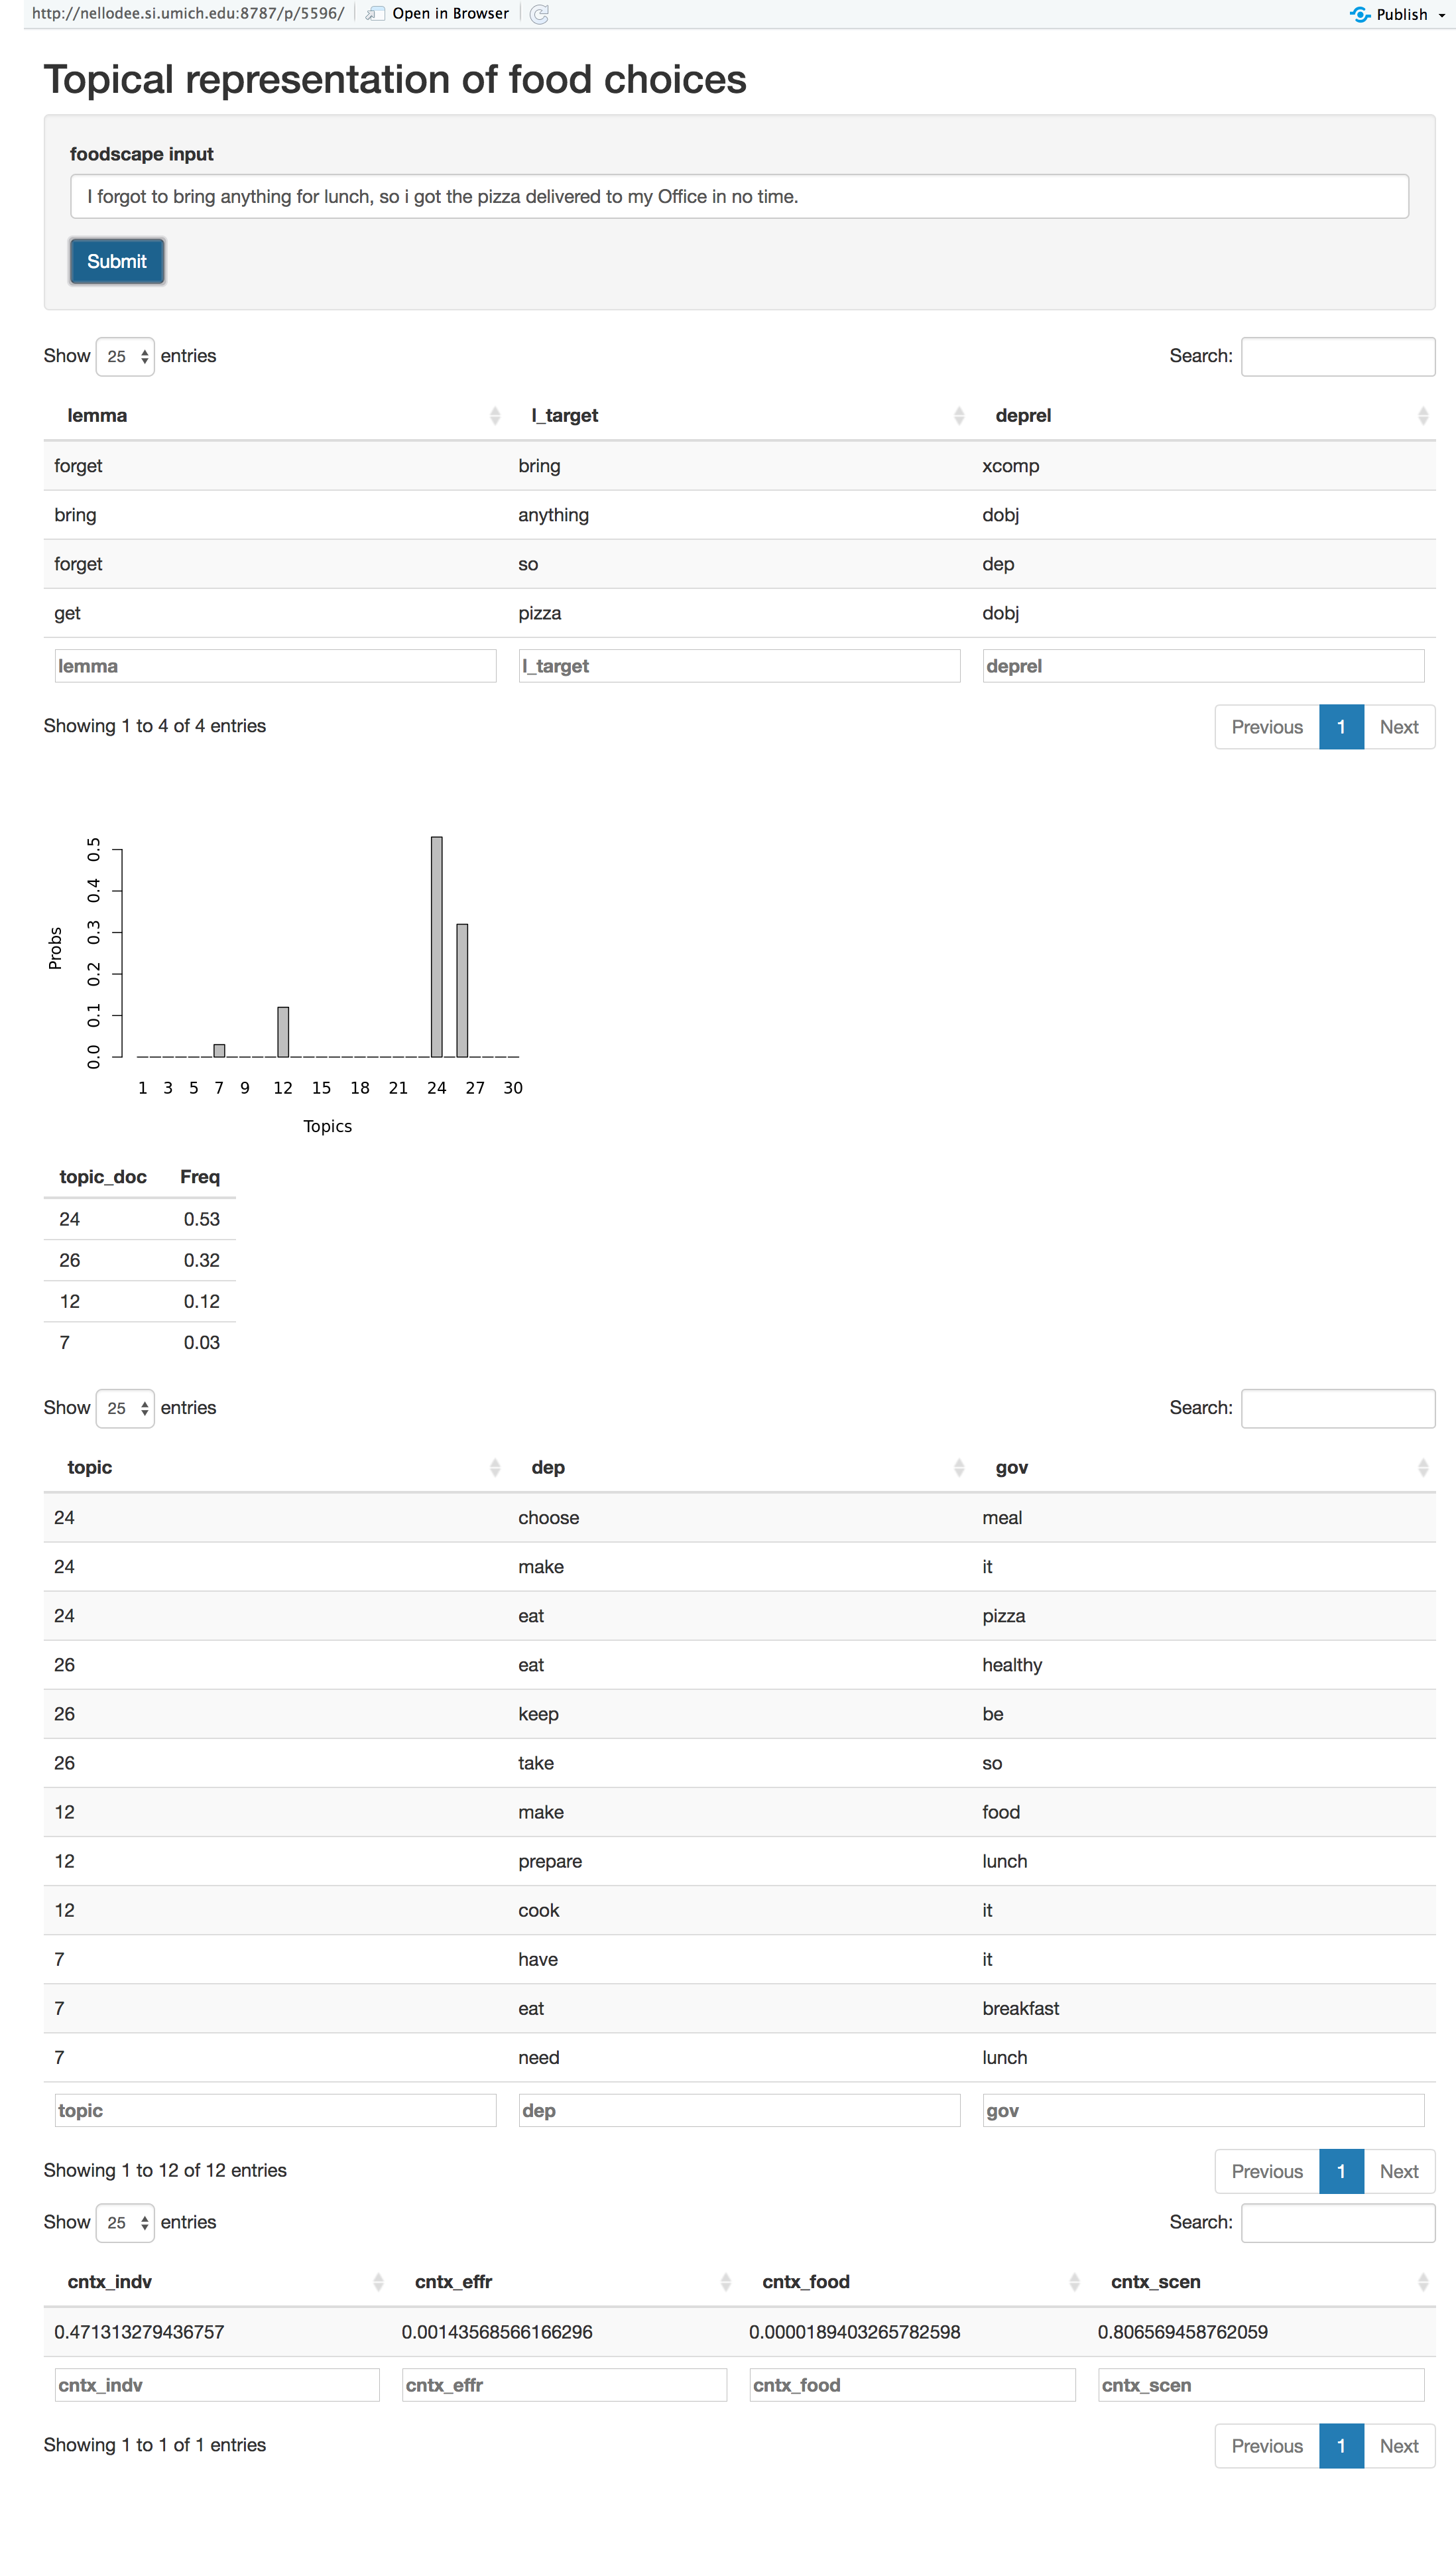 http://nellodee.si.umich.edu:8787/p/5596/ Open in Browser Publish
Topical representation of food choices
foodscape input
I forgot to bring anything for lunch, so i got the pizza delivered to my Office in no time.
Submit
Show 25 entries Search:
lemma l_target deprel
forget bring xcomp
bring anything dobj
forget so dep
get pizza dobj
lemma l_target deprel
Showing 1 to 4 of 4 entries Previous 1 Next
Probs
0.5
0.4
0.3
0.2
0.1
0.0
1 3 5 7 9 12 15 18 21 24 27 30
Topics
topic_doc Freq
24 0.53
26 0.32
12 0.12
7 0.03
Show 25 entries Search:
topic dep gov
24 choose meal
24 make it
24 eat pizza
26 eat healthy
26 keep be
26 take so
12 make food
12 prepare lunch
12 cook it
7 have it
7 eat breakfast
7 need lunch
topic dep gov
Showing 1 to 12 of 12 entries Previous 1 Next
Show 25 entries Search:
cntx_indv cntx_effr cntx_food cntx_scen
0.471313279436757 0.00143568566166296 0.0000189403265782598 0.806569458762059
cntx_indv cntx_effr cntx_food cntx_scen
Showing 1 to 1 of 1 entries Previous 1 Next